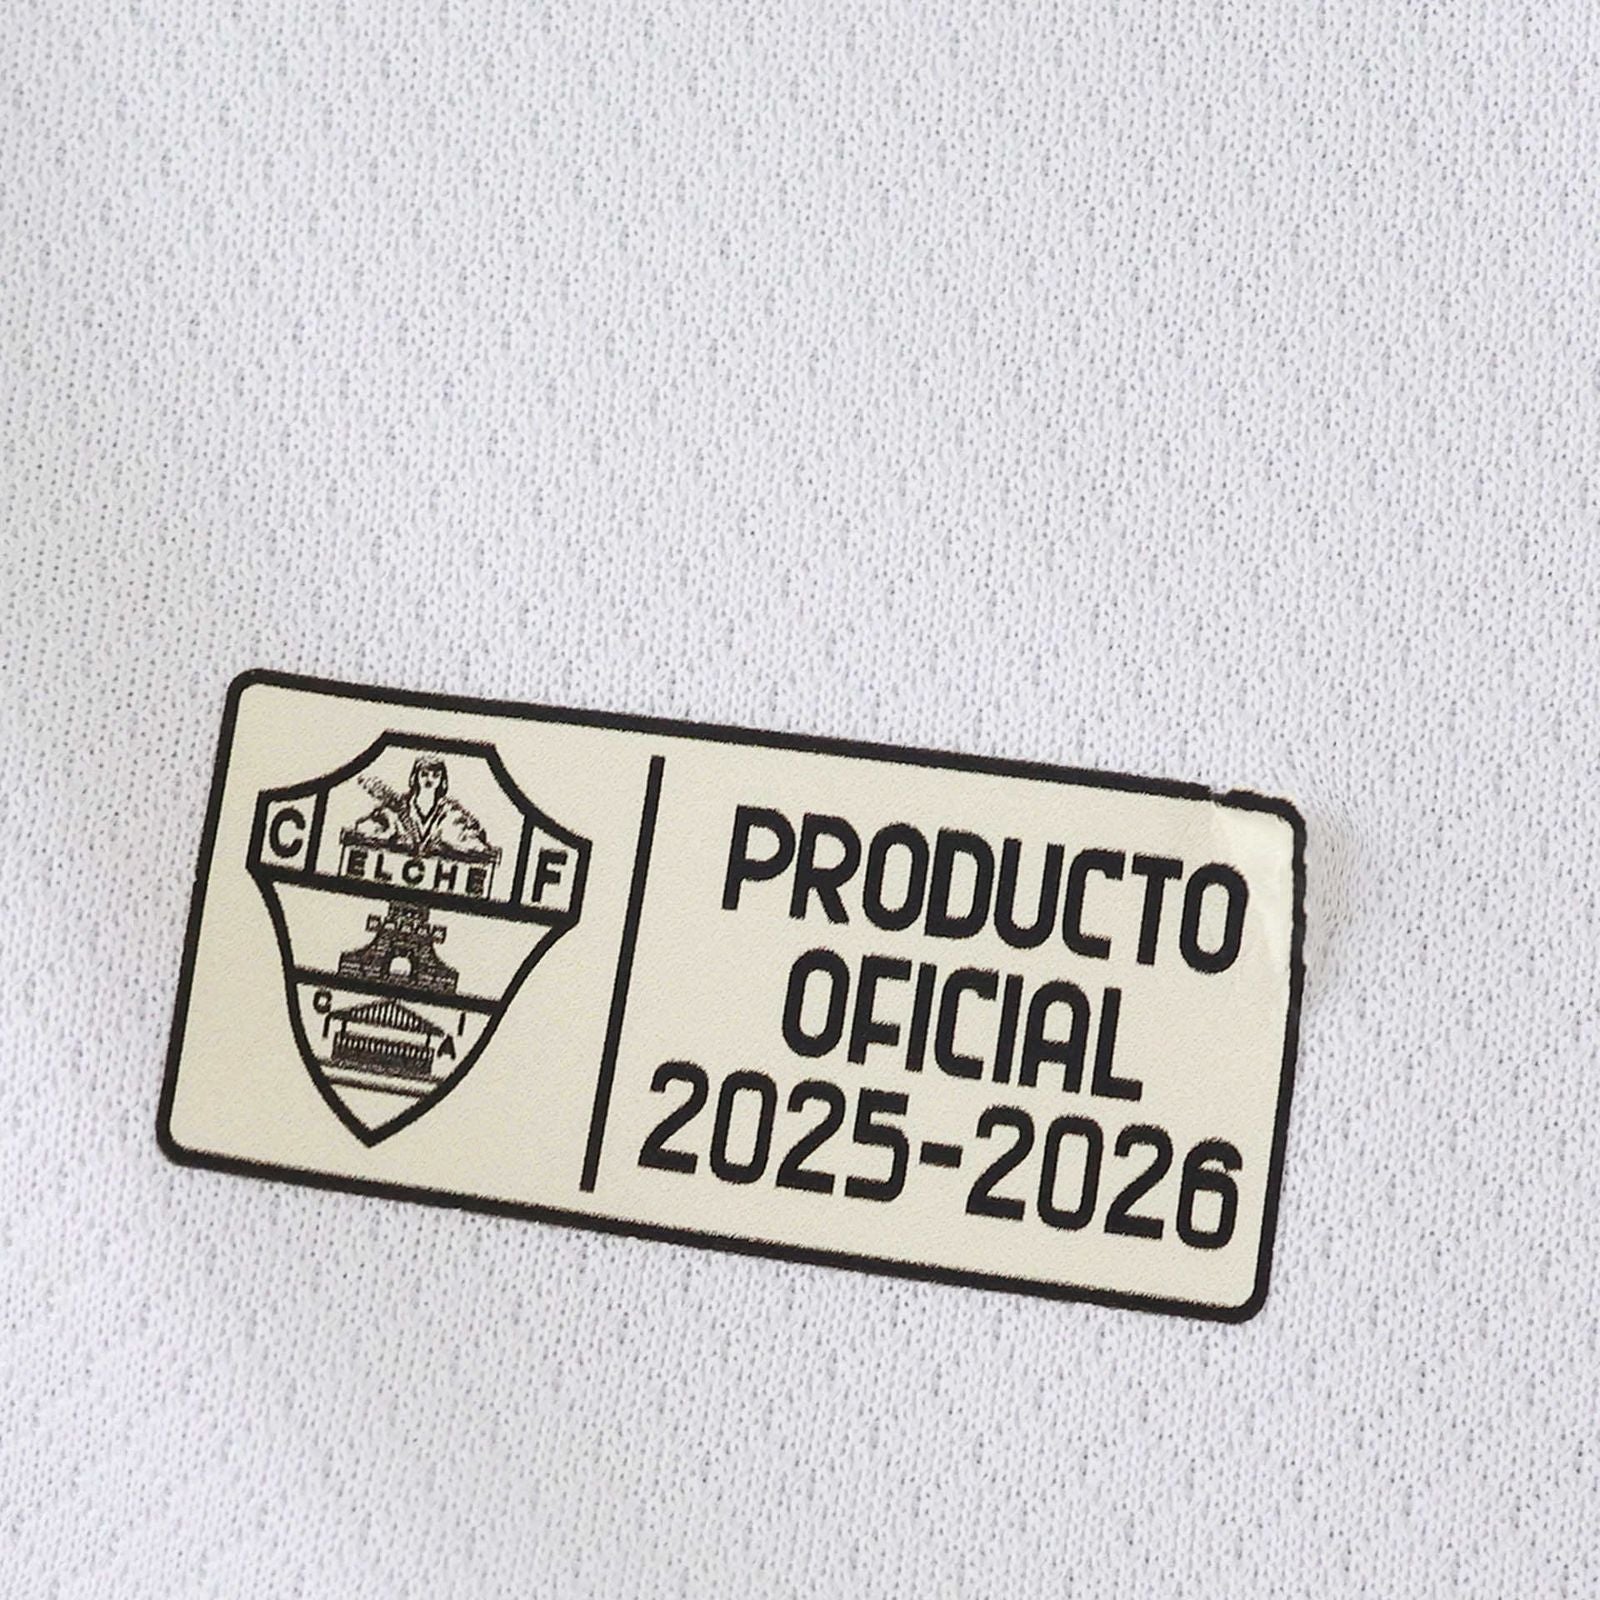 C F
ELCHE
C I
I A
PRODUCTO
OFICIAL
2025-2026